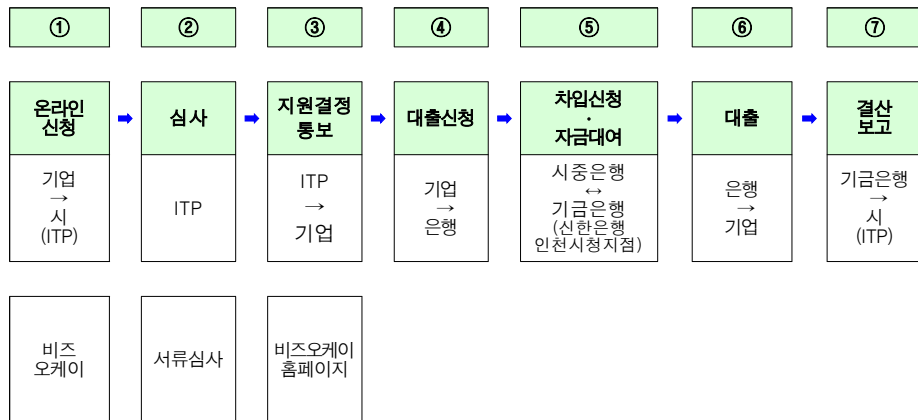 ① ② ③ ④ ⑤ ⑥ ⑦
온라인
신청
➡
심사
➡
지원결정
통보
➡
대출신청
➡
차입신청
·
자금대여
➡
대출
➡
결산
보고
기업
→
시
(ITP)
ITP
ITP
→
기업
기업
→
은행
시중은행
↔
기금은행
(신한은행
인천시청지점)
은행
→
기업
기금은행
→
시
(ITP)
비즈
오케이
서류심사
비즈오케이
홈페이지